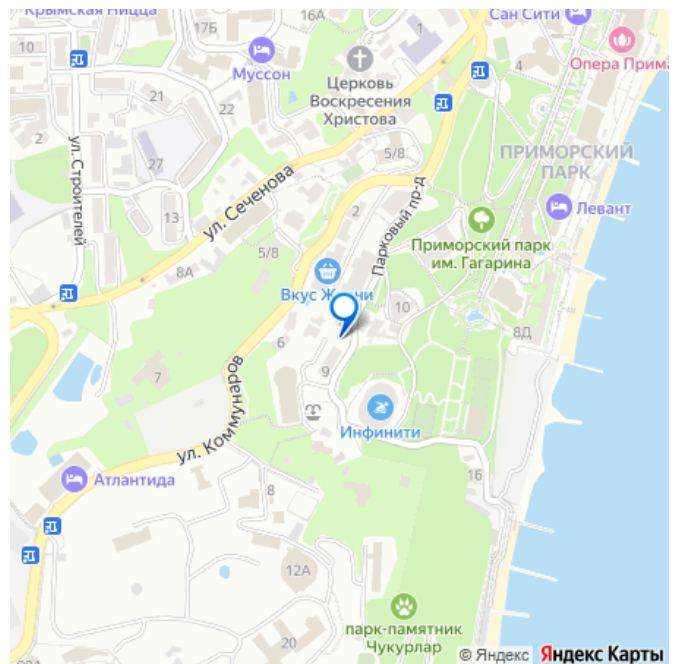 Крымская Ницца
16А
17Б
Муссон
10
21
22
2
27
13
ул. Строителей
ул. Сеченова
Церковь
Воскресения
Христова
1
Сан Сити
4
Опера Прима
5/8
ПРИМОРСКИЙ
ПАРК
Левант
2
Парковый пр-д
Приморский парк
им. Гагарина
5/8
8А
Вкус
10
8Д
6
7
9
ул. Коммунаров
Инфинити
16
Атлантида
8
12А
20
парк-памятник
Чукурлар
© Яндекс Яндекс Карты